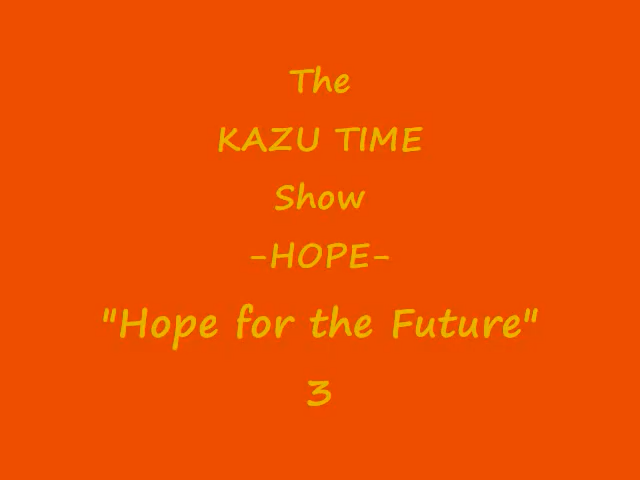 The
KAZU TIME
Show
-HOPE-
"Hope for the Future"
3